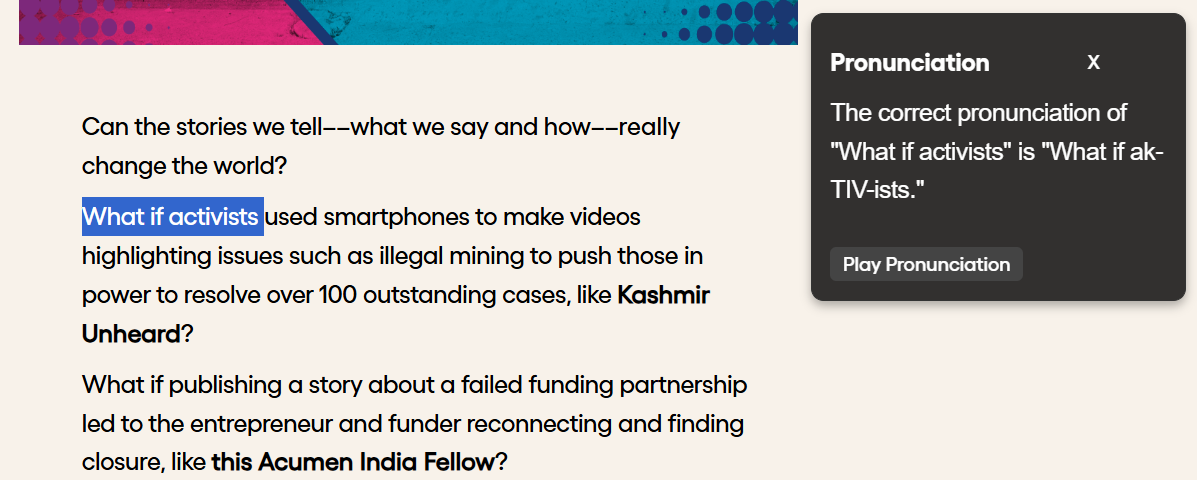 Can the stories we tell––what we say and how––really
change the world?
What if activists used smartphones to make videos
highlighting issues such as illegal mining to push those in
power to resolve over 100 outstanding cases, like Kashmir
Unheard?
What if publishing a story about a failed funding partnership
led to the entrepreneur and funder reconnecting and finding
closure, like this Acumen India Fellow?
Pronunciation X
The correct pronunciation of
"What if activists" is "What if ak-
TIV-ists."
Play Pronunciation